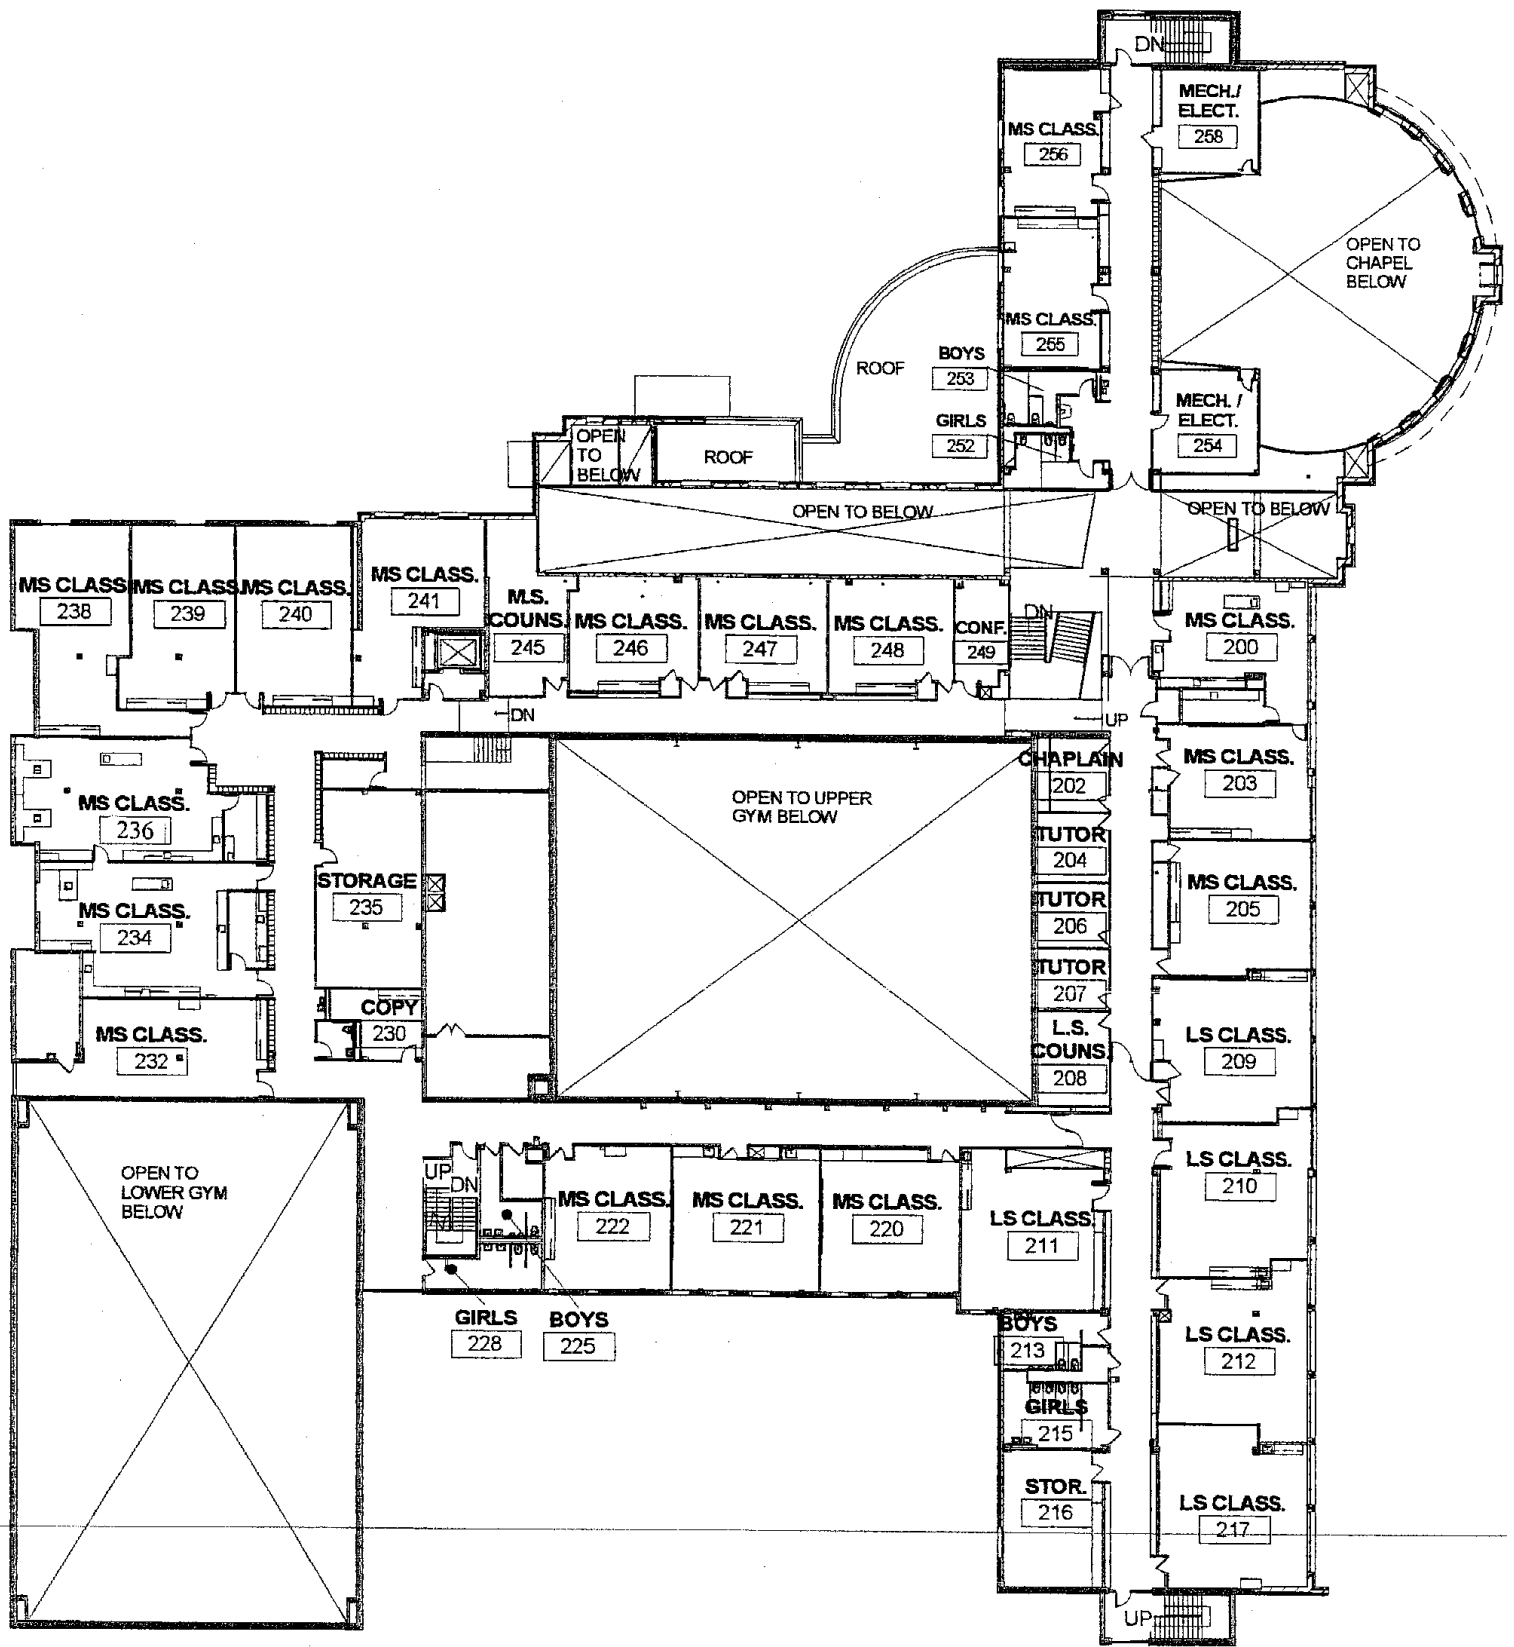 DN
MECH./
ELECT.
258
MS CLASS.
256
OPEN TO
CHAPEL
BELOW
MS CLASS.
255
BOYS
253
ROOF
MECH. /
ELECT.
254
GIRLS
252
OPEN
TO
BELOW
ROOF
OPEN TO BELOW
OPEN TO BELOW
MS CLASS
238
MS CLASS
239
MS CLASS.
240
MS CLASS.
241
M.S.
COUNS.
245
MS CLASS.
246
MS CLASS.
247
MS CLASS.
248
CONF.
249
DN
MS CLASS.
200
DN
UP
CHAPLAIN
202
MS CLASS.
203
MS CLASS.
236
OPEN TO UPPER
GYM BELOW
TUTOR
204
STORAGE
235
MS CLASS.
205
TUTOR
206
MS CLASS.
234
TUTOR
207
COPY
230
MS CLASS.
232
L.S.
COUNS.
208
LS CLASS.
209
OPEN TO
LOWER GYM
BELOW
UP
DN
MS CLASS.
222
MS CLASS.
221
MS CLASS.
220
LS CLASS.
211
LS CLASS.
210
GIRLS
228
BOYS
225
BOYS
213
LS CLASS.
212
GIRLS
215
STOR.
216
LS CLASS.
217
UP